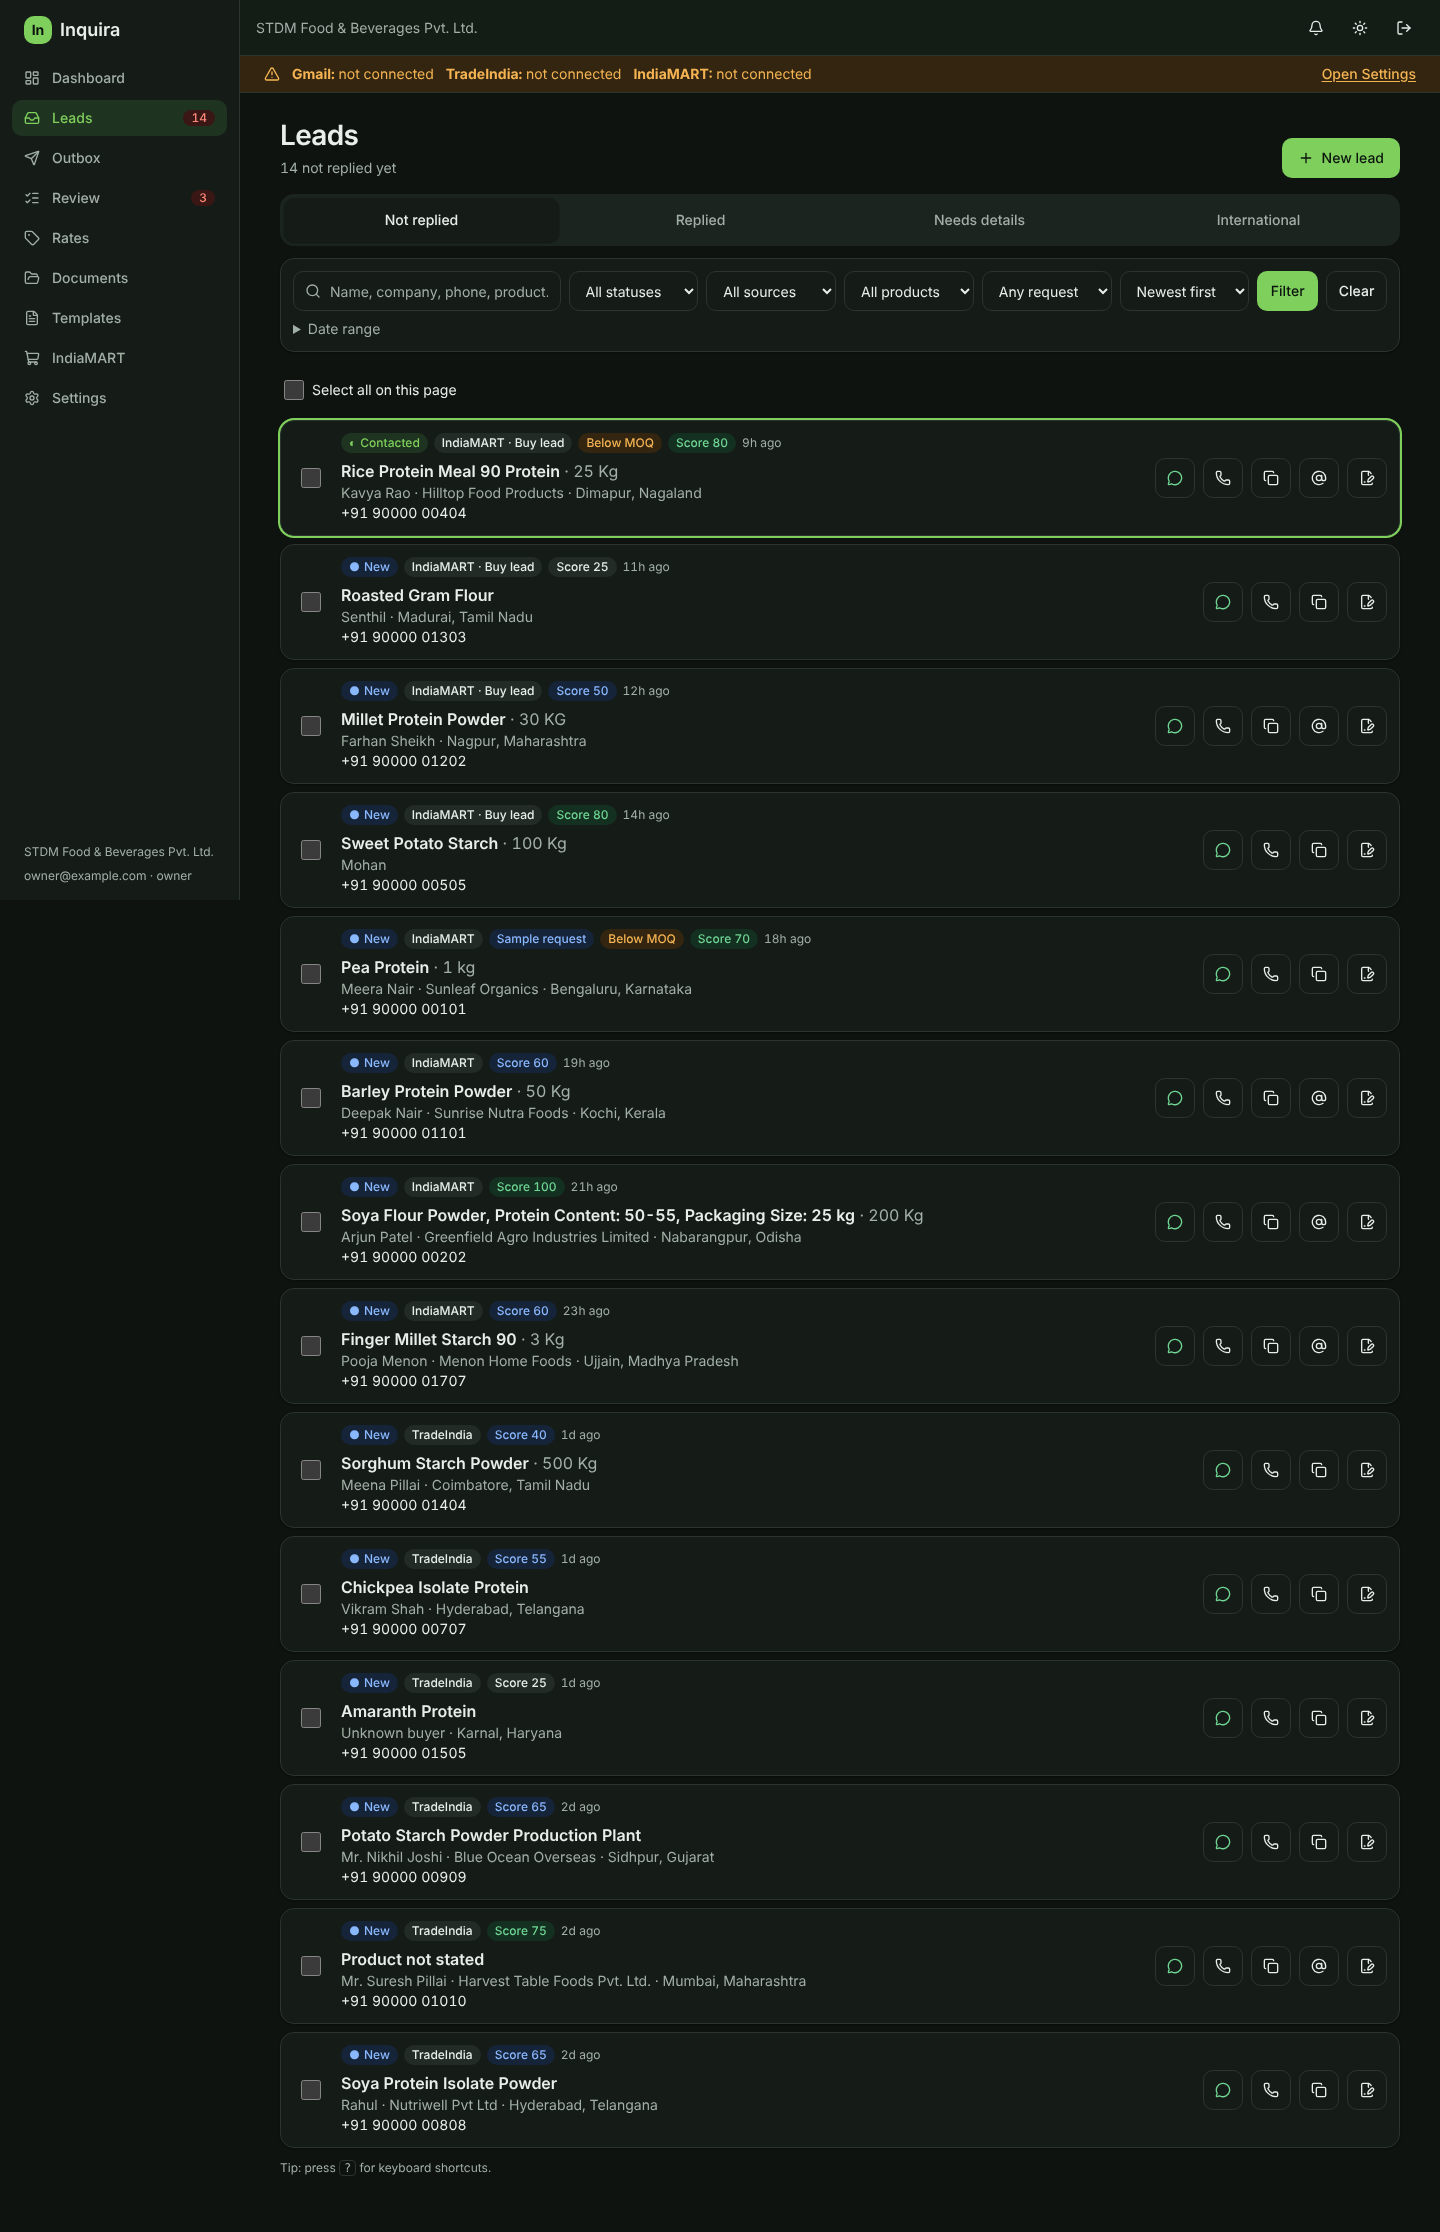 In Inquira
STDM Food & Beverages Pvt. Ltd.
Dashboard
Leads 14
Outbox
Review 3
Rates
Documents
Templates
IndiaMART
Settings
STDM Food & Beverages Pvt. Ltd.
owner@example.com · owner
Gmail: not connected TradeIndia: not connected IndiaMART: not connected Open Settings
Leads
14 not replied yet
New lead
Not replied Replied Needs details International
Name, company, phone, product. All statuses All sources All products Any request Newest first Filter Clear
Date range
Select all on this page
Contacted IndiaMART · Buy lead Below MOQ Score 80 9h ago
Rice Protein Meal 90 Protein · 25 Kg
Kavya Rao · Hilltop Food Products · Dimapur, Nagaland
+91 90000 00404
New IndiaMART · Buy lead Score 25 11h ago
Roasted Gram Flour
Senthil · Madurai, Tamil Nadu
+91 90000 01303
New IndiaMART · Buy lead Score 50 12h ago
Millet Protein Powder · 30 KG
Farhan Sheikh · Nagpur, Maharashtra
+91 90000 01202
New IndiaMART · Buy lead Score 80 14h ago
Sweet Potato Starch · 100 Kg
Mohan
+91 90000 00505
New IndiaMART Sample request Below MOQ Score 70 18h ago
Pea Protein · 1 kg
Meera Nair · Sunleaf Organics · Bengaluru, Karnataka
+91 90000 00101
New IndiaMART Score 60 19h ago
Barley Protein Powder · 50 Kg
Deepak Nair · Sunrise Nutra Foods · Kochi, Kerala
+91 90000 01101
New IndiaMART Score 100 21h ago
Soya Flour Powder, Protein Content: 50-55, Packaging Size: 25 kg · 200 Kg
Arjun Patel · Greenfield Agro Industries Limited · Nabarangpur, Odisha
+91 90000 00202
New IndiaMART Score 60 23h ago
Finger Millet Starch 90 · 3 Kg
Pooja Menon · Menon Home Foods · Ujjain, Madhya Pradesh
+91 90000 01707
New TradeIndia Score 40 1d ago
Sorghum Starch Powder · 500 Kg
Meena Pillai · Coimbatore, Tamil Nadu
+91 90000 01404
New TradeIndia Score 55 1d ago
Chickpea Isolate Protein
Vikram Shah · Hyderabad, Telangana
+91 90000 00707
New TradeIndia Score 25 1d ago
Amaranth Protein
Unknown buyer · Karnal, Haryana
+91 90000 01505
New TradeIndia Score 65 2d ago
Potato Starch Powder Production Plant
Mr. Nikhil Joshi · Blue Ocean Overseas · Sidhpur, Gujarat
+91 90000 00909
New TradeIndia Score 75 2d ago
Product not stated
Mr. Suresh Pillai · Harvest Table Foods Pvt. Ltd. · Mumbai, Maharashtra
+91 90000 01010
New TradeIndia Score 65 2d ago
Soya Protein Isolate Powder
Rahul · Nutriwell Pvt Ltd · Hyderabad, Telangana
+91 90000 00808
Tip: press ? for keyboard shortcuts.